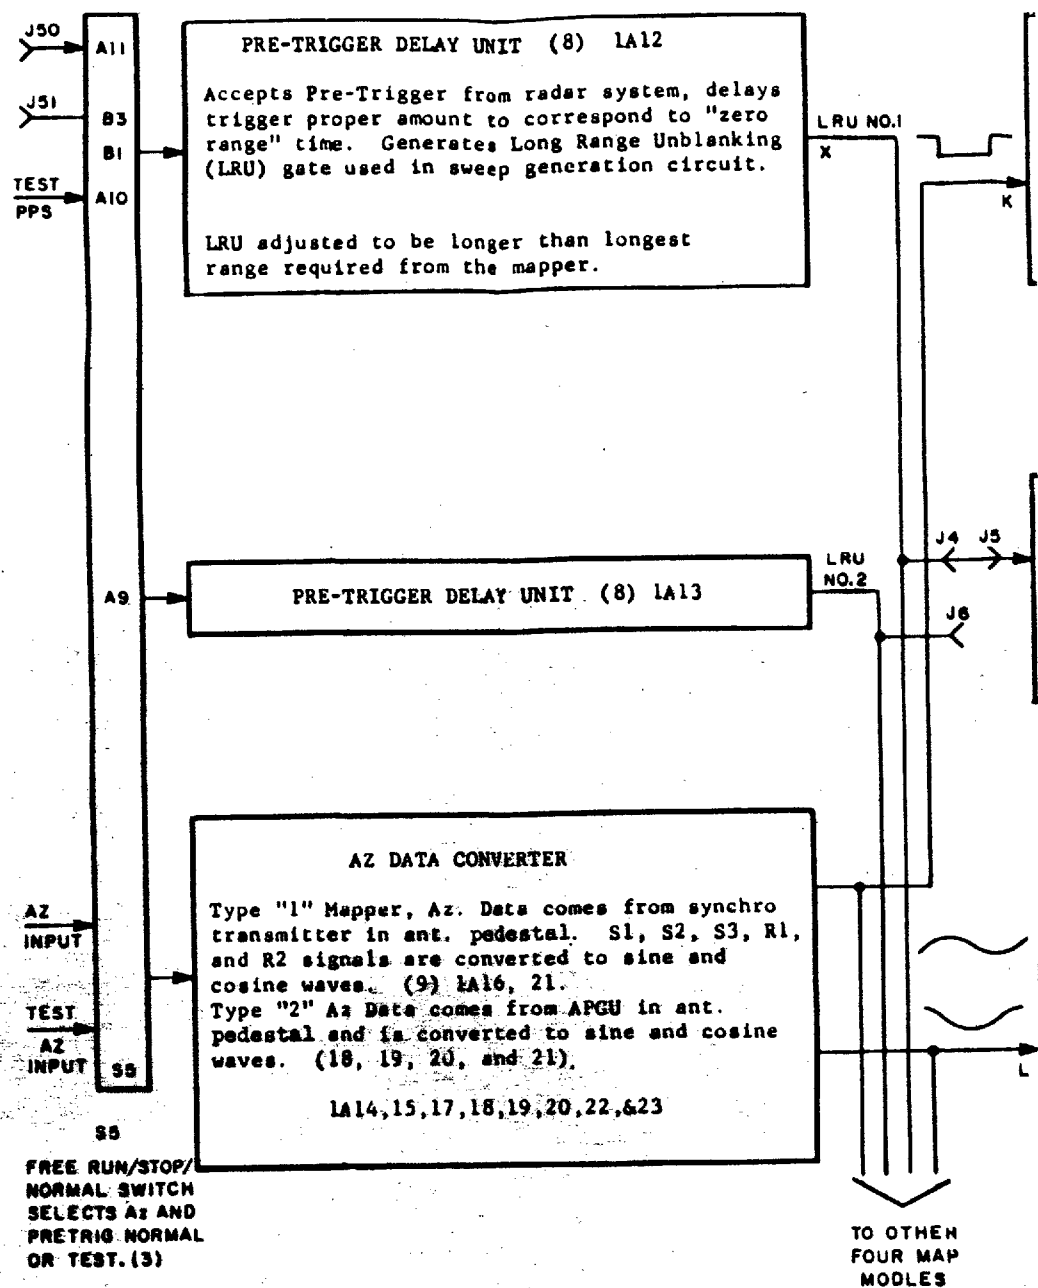 J50
A11
J51
B3
B1
TEST
PPS
A10
PRE-TRIGGER DELAY UNIT (8) 1A12
Accepts Pre-Trigger from radar system, delays
trigger proper amount to correspond to "zero
range" time. Generates Long Range Unblanking
(LRU) gate used in sweep generation circuit.
LRU adjusted to be longer than longest
range required from the mapper.
LRU NO.1
X
K
A9
PRE-TRIGGER DELAY UNIT (8) 1A13
LRU
NO.2
J4
J5
J6
AZ
INPUT
TEST
AZ
INPUT
S5
AZ DATA CONVERTER
Type "1" Mapper, Az. Data comes from synchro
transmitter in ant. pedestal. S1, S2, S3, R1,
and R2 signals are converted to sine and
cosine waves. (9) 1A16, 21.
Type "2" Az Data comes from APGU in ant.
pedestal and is converted to sine and cosine
waves. (18, 19, 20, and 21).
1A14,15,17,18,19,20,22,&23
L
S5
FREE RUN/STOP/
NORMAL SWITCH
SELECTS Az AND
PRETRIG NORMAL
OR TEST.(3)
TO OTHEH
FOUR MAP
MODLES